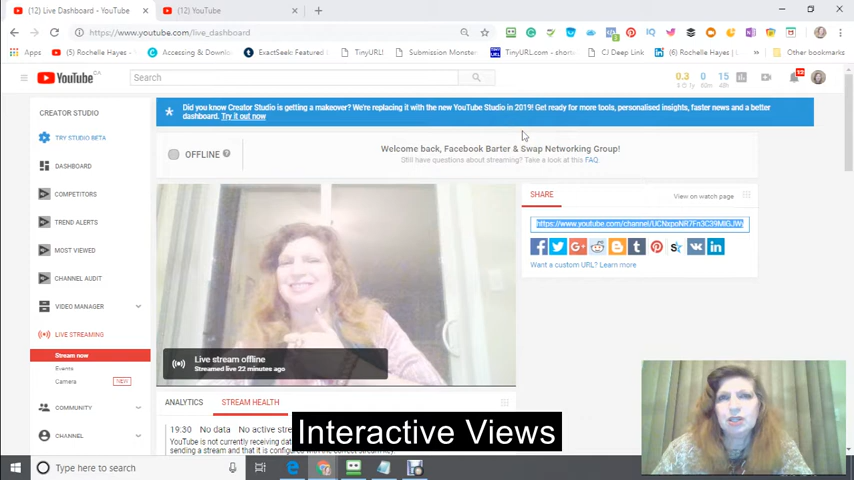 (12) Live Dashboard - YouTube
(12) YouTube
https://www.youtube.com/live_dashboard
Apps
(5) Rochelle Hayes
Accessing & Downlo
ExactSeek: Featured
TinyURL!
Submission Monster
TinyURL.com - short
CJ Deep Link
(86) Rochelle Hayes
Other bookmarks
YouTube CA
Search
0.3 0 15
60m 48h
CREATOR STUDIO
Did you know Creator Studio is getting a makeover? We're replacing it with the new YouTube Studio in 2019! Get ready for more tools, personalised insights, faster news and a better
dashboard. Try it out now
TRY STUDIO BETA
OFFLINE
Welcome back, Facebook Barter & Swap Networking Group!
Still have questions about streaming? Take a look at this FAQ.
DASHBOARD
COMPETITORS
TREND ALERTS
MOST VIEWED
CHANNEL AUDIT
VIDEO MANAGER
LIVE STREAMING
Stream now
Events
Camera NEW
COMMUNITY
CHANNEL
SHARE
View on watch page
Want a custom URL? Learn more
Live stream offline
Streamed live 22 minutes ago
ANALYTICS
STREAM HEALTH
19:30 No data No active
YouTube is not currently receiving
Interactive Views
Type here to search